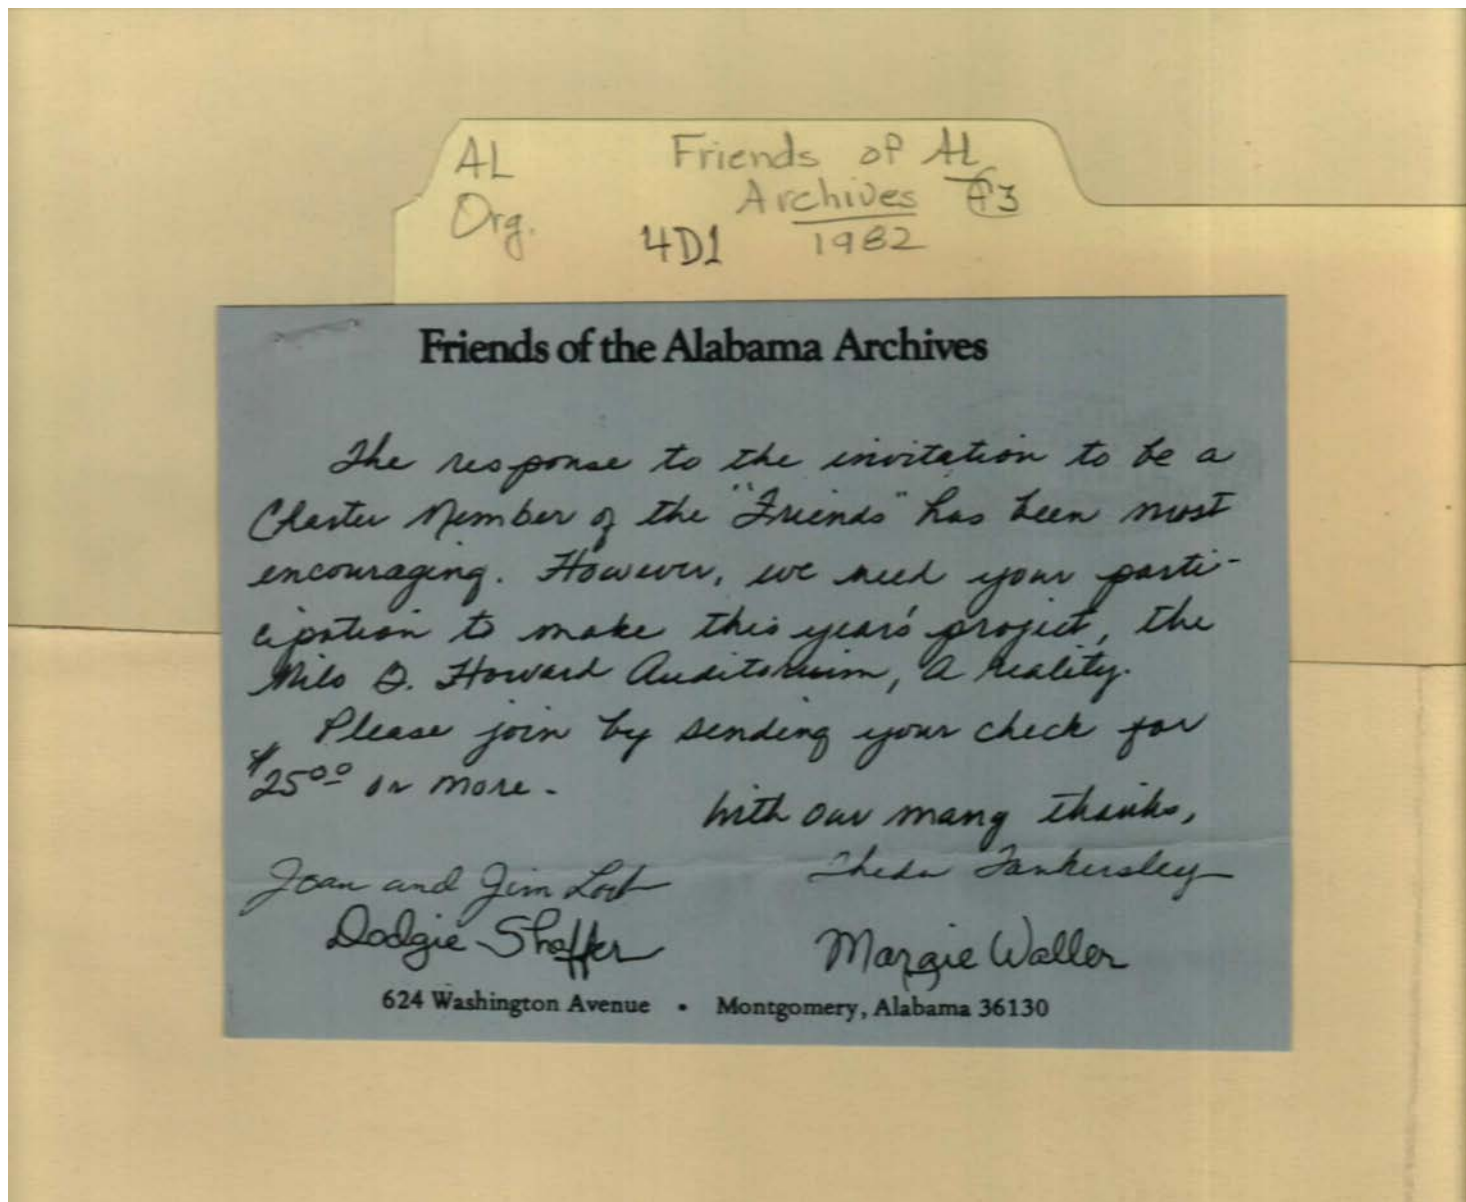 AL Friends of AL
Org. Archives
4D1 1982
Friends of the Alabama Archives
The response to the invitation to be a
Charter Member of the "Friends" has been most
encouraging. However, we need your parti-
cipation to make this year's project, the
Milo B. Howard Auditorium, a reality.
Please join by sending your check for
$25.00 or more.
With our many thanks,
Joan and Jim Theda Tankersley
Dodgie Shaffer Margie Waller
624 Washington Avenue • Montgomery, Alabama 36130